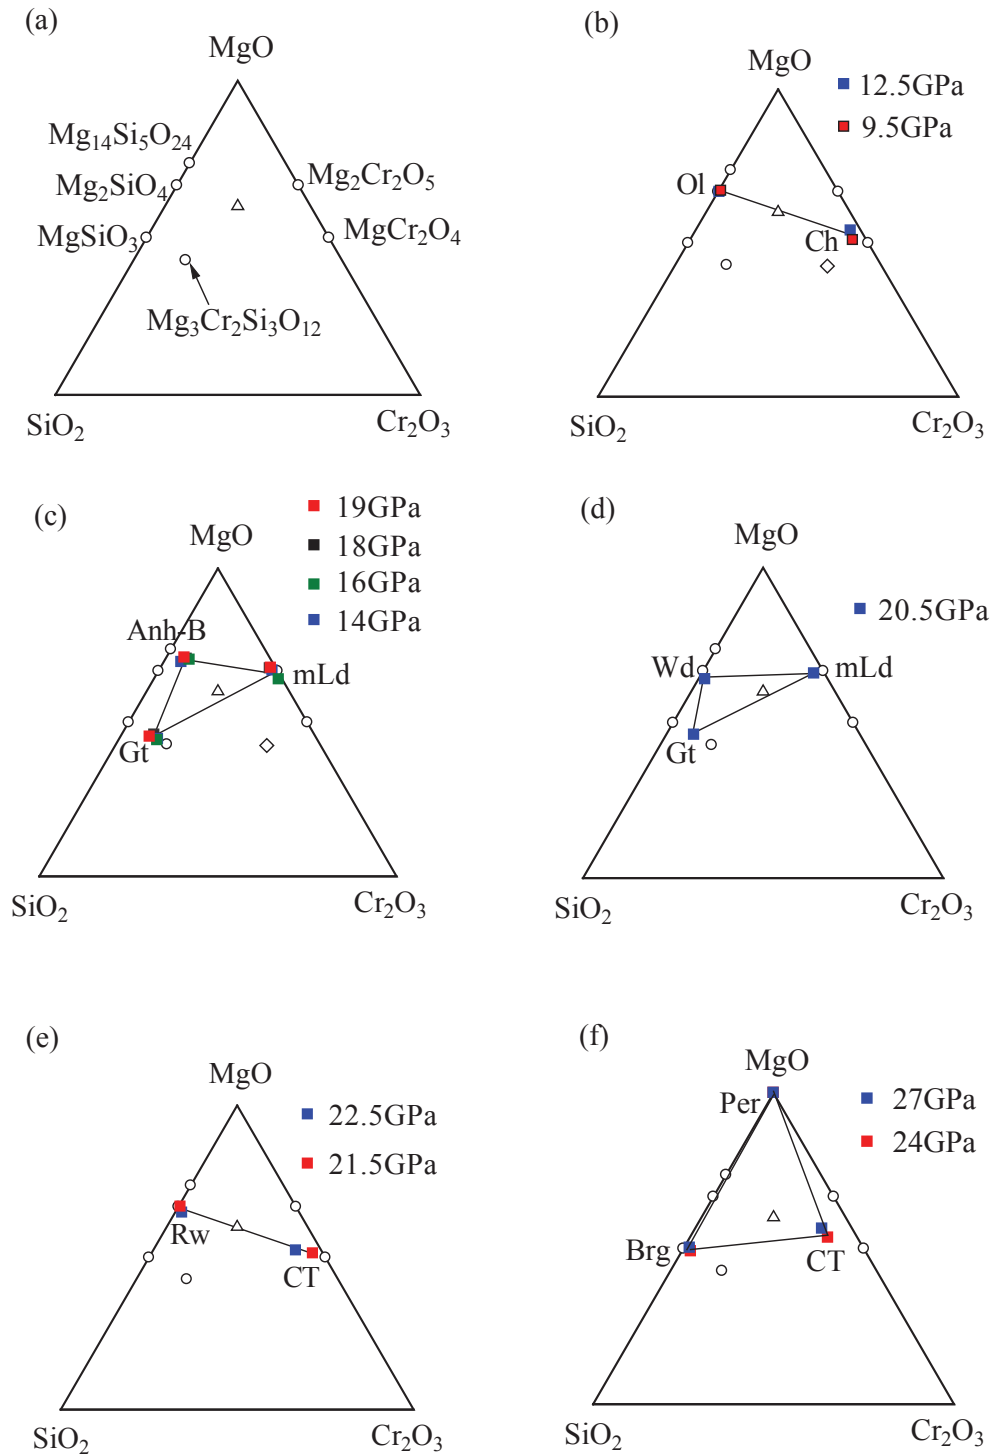 (a)
MgO
Mg₁₄Si₅O₂₄
Mg₂SiO₄
Mg₂Cr₂O₅
MgSiO₃
MgCr₂O₄
Mg₃Cr₂Si₃O₁₂
SiO₂
Cr₂O₃
(b)
MgO
12.5GPa
9.5GPa
Ol
Ch
SiO₂
Cr₂O₃
(c)
19GPa
18GPa
16GPa
14GPa
MgO
Anh-B
mLd
Gt
SiO₂
Cr₂O₃
(d)
MgO
20.5GPa
Wd
mLd
Gt
SiO₂
Cr₂O₃
(e)
MgO
22.5GPa
21.5GPa
Rw
CT
SiO₂
Cr₂O₃
(f)
MgO
Per
27GPa
24GPa
Brg
CT
SiO₂
Cr₂O₃